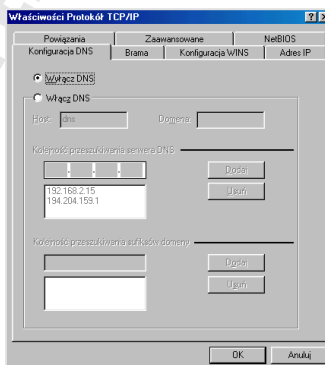 Właściwości Protokół TCP/IP
Powiązania Zaawansowane NetBIOS
Konfiguracja DNS Brama Konfiguracja WINS Adres IP
Wyłącz DNS
Włącz DNS
Host: dns Domena:
Kolejność przeszukiwania serwera DNS
. . . Dodaj
192.168.2.15 Usuń
194.204.159.1
Kolejność przeszukiwania sufiksów domeny
Dodaj
Usuń
OK Anuluj